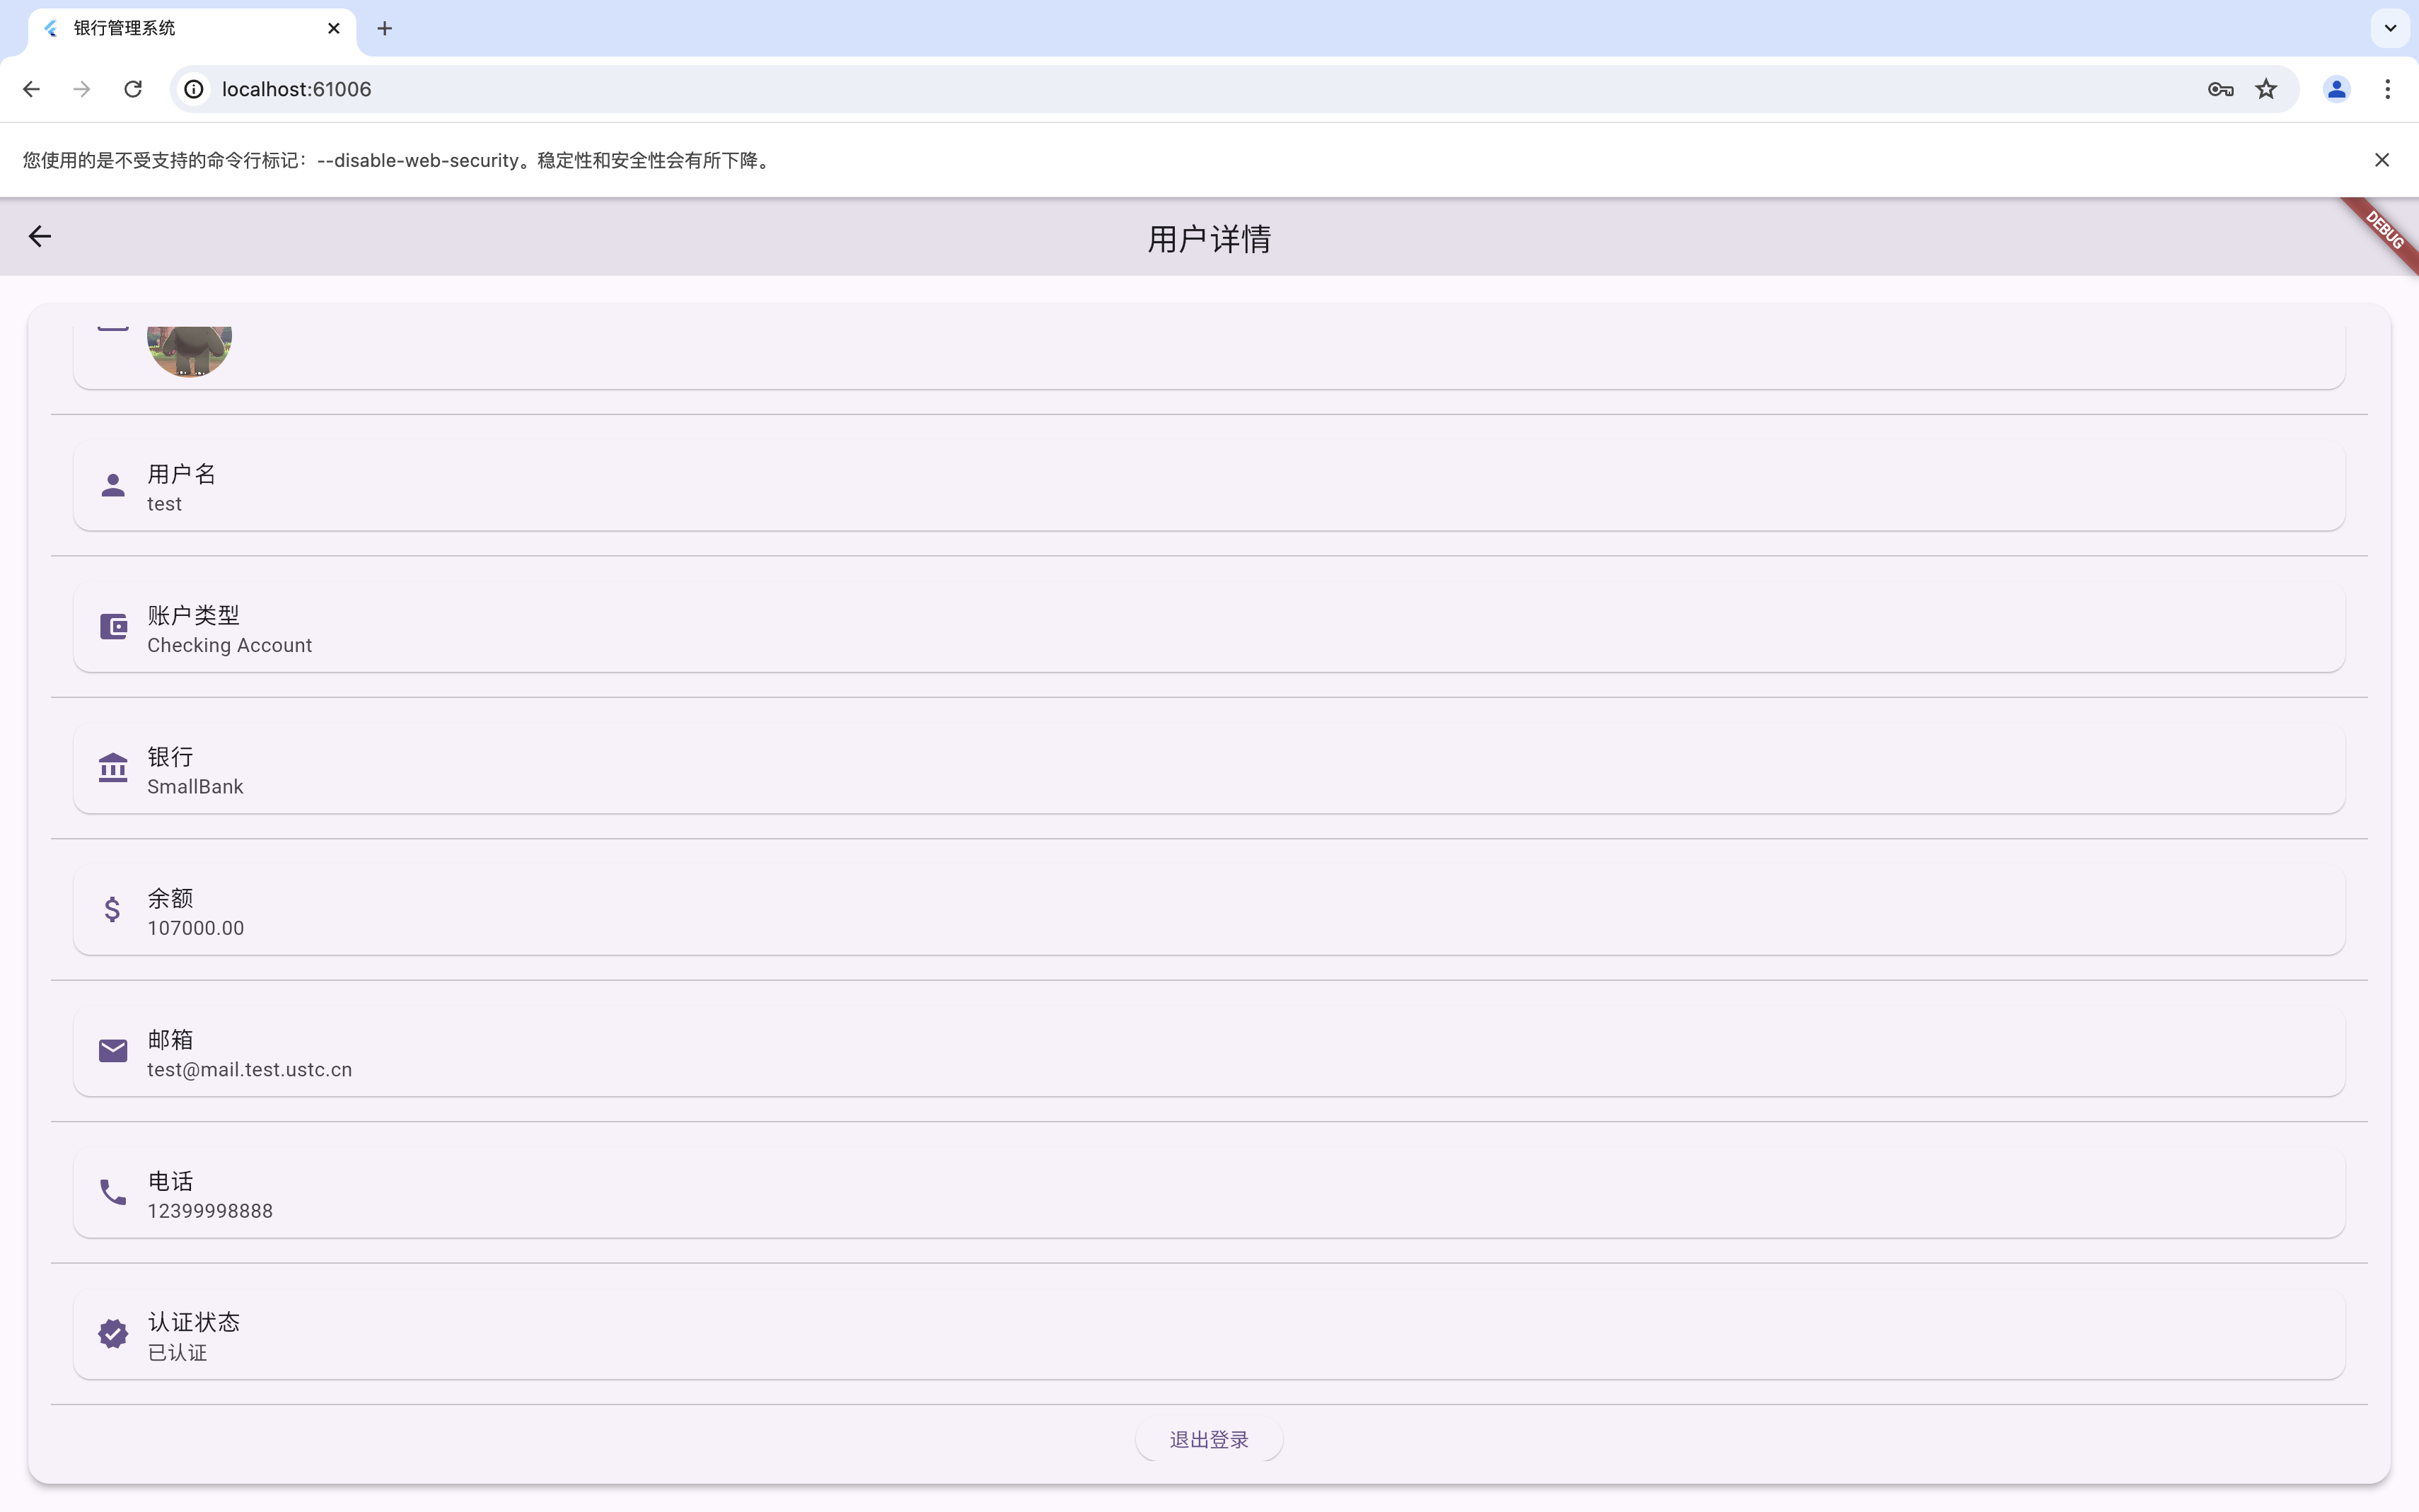 银行管理系统
localhost:61006
您使用的是不受支持的命令行标记：--disable-web-security。稳定性和安全性会有所下降。
用户详情
DEBUG
用户名
test
账户类型
Checking Account
银行
SmallBank
余额
107000.00
邮箱
test@mail.test.ustc.cn
电话
12399998888
认证状态
已认证
退出登录